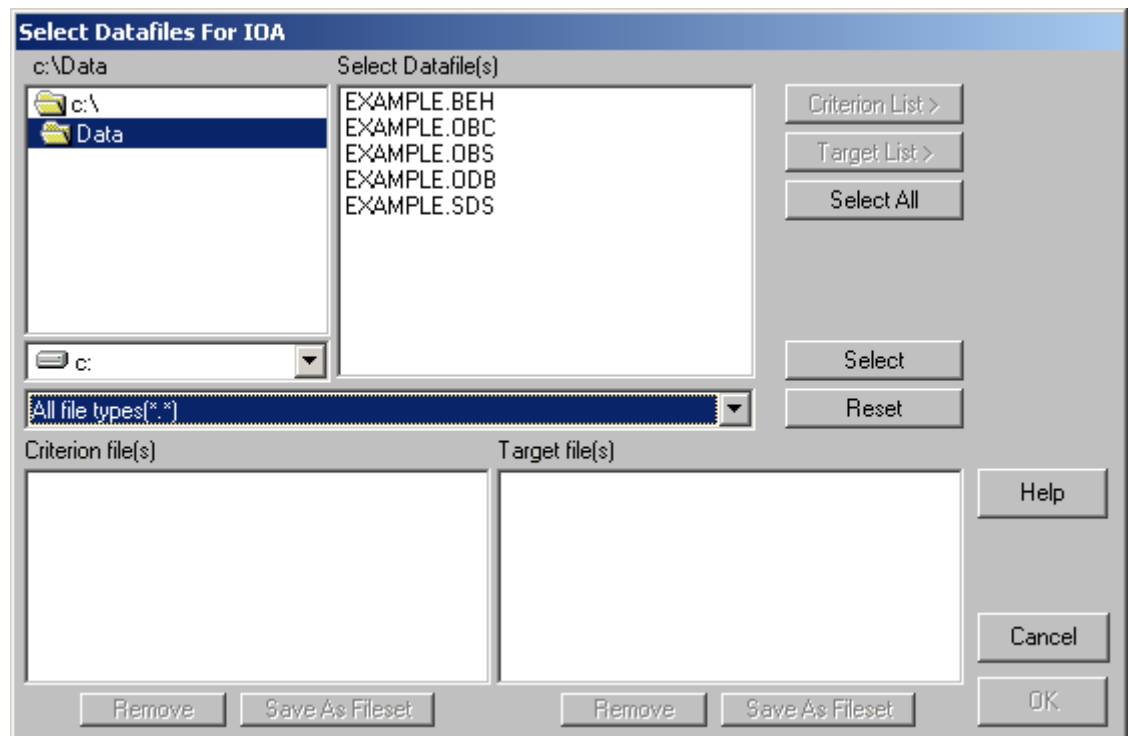 Select Datafiles For IOA
c:\Data
Select Datafile(s)
c:\
Data
EXAMPLE.BEH
EXAMPLE.OBC
EXAMPLE.OBS
EXAMPLE.ODB
EXAMPLE.SDS
Criterion List >
Target List >
Select All
c:
Select
All file types(*.*)
Reset
Criterion file(s)
Target file(s)
Help
Cancel
Remove
Save As Fileset
Remove
Save As Fileset
OK